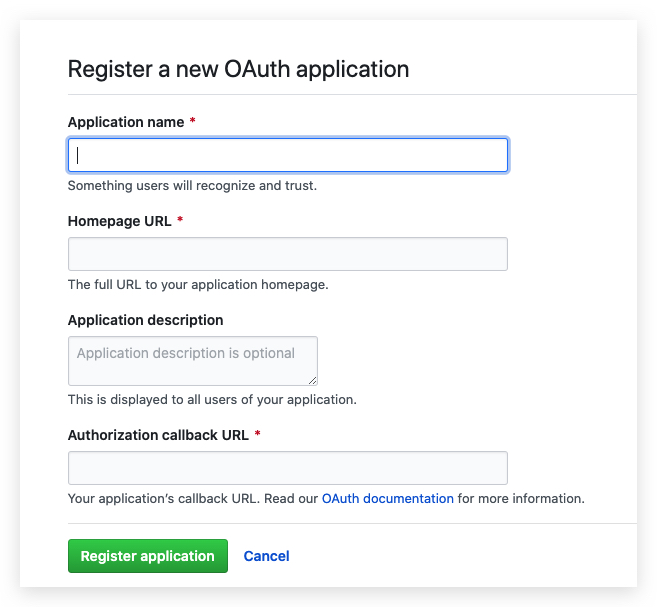 Register a new OAuth application
Application name *
Something users will recognize and trust.
Homepage URL *
The full URL to your application homepage.
Application description
Application description is optional
This is displayed to all users of your application.
Authorization callback URL *
Your application’s callback URL. Read our OAuth documentation for more information.
Register application Cancel